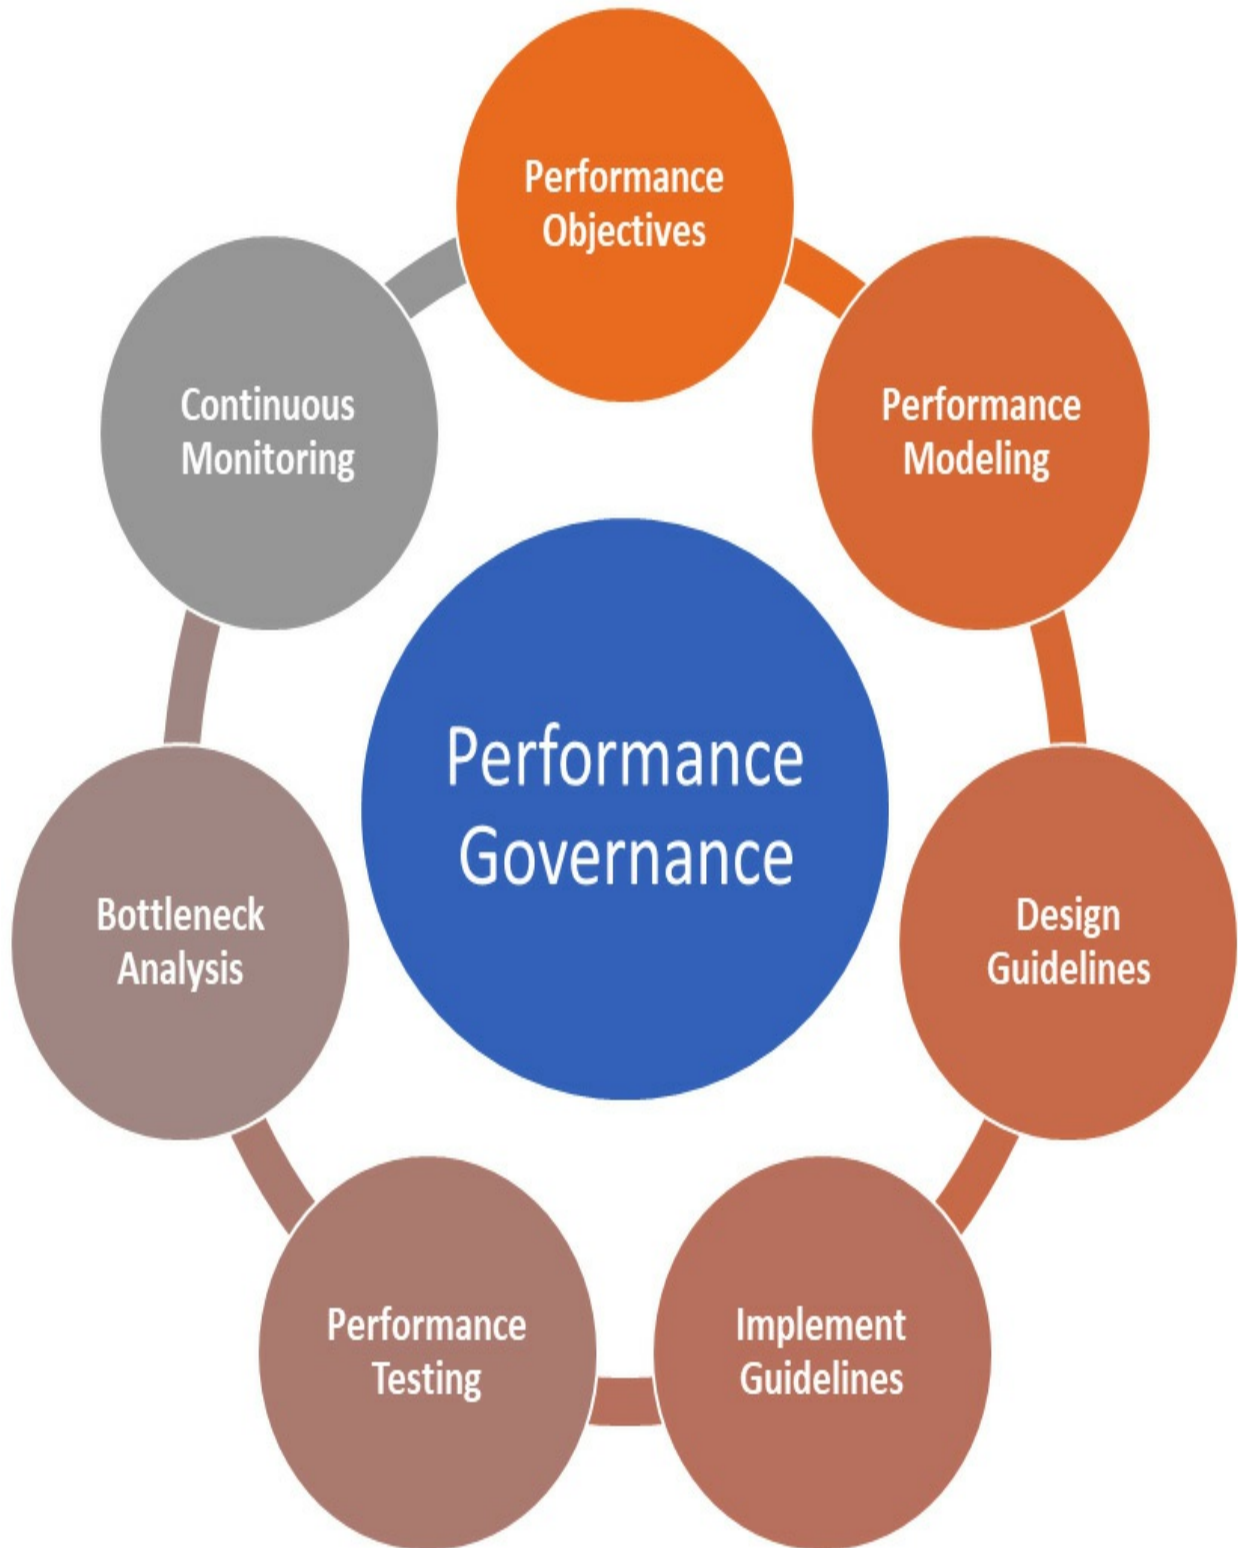 Performance
Objectives
Performance
Modeling
Design
Guidelines
Implement
Guidelines
Performance
Testing
Bottleneck
Analysis
Continuous
Monitoring
Performance
Governance